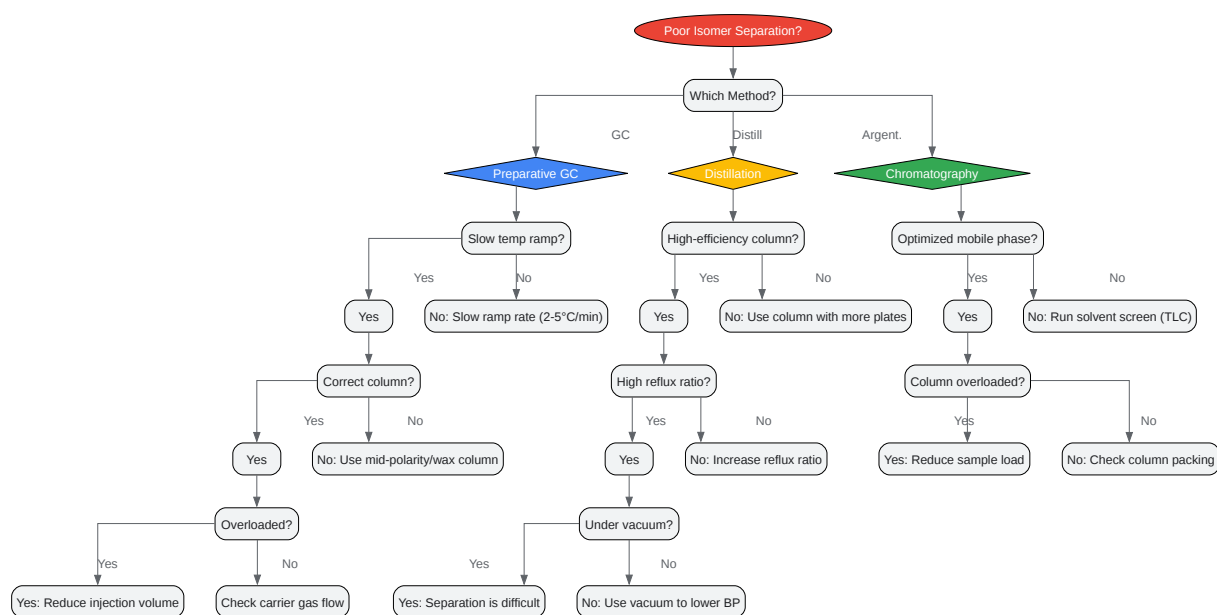 Poor Isomer Separation?
Which Method?
GC
Distill
Argent.
Preparative GC
Distillation
Chromatography
Slow temp ramp?
High-efficiency column?
Optimized mobile phase?
Yes
No
Yes
No
Yes
No
Yes
No: Slow ramp rate (2-5°C/min)
Yes
No: Use column with more plates
Yes
No: Run solvent screen (TLC)
Correct column?
High reflux ratio?
Column overloaded?
Yes
No
Yes
No
Yes
No
Yes
No: Use mid-polarity/wax column
Yes
No: Increase reflux ratio
Yes: Reduce sample load
No: Check column packing
Overloaded?
Under vacuum?
Yes
No
Yes
No
Yes: Reduce injection volume
Check carrier gas flow
Yes: Separation is difficult
No: Use vacuum to lower BP